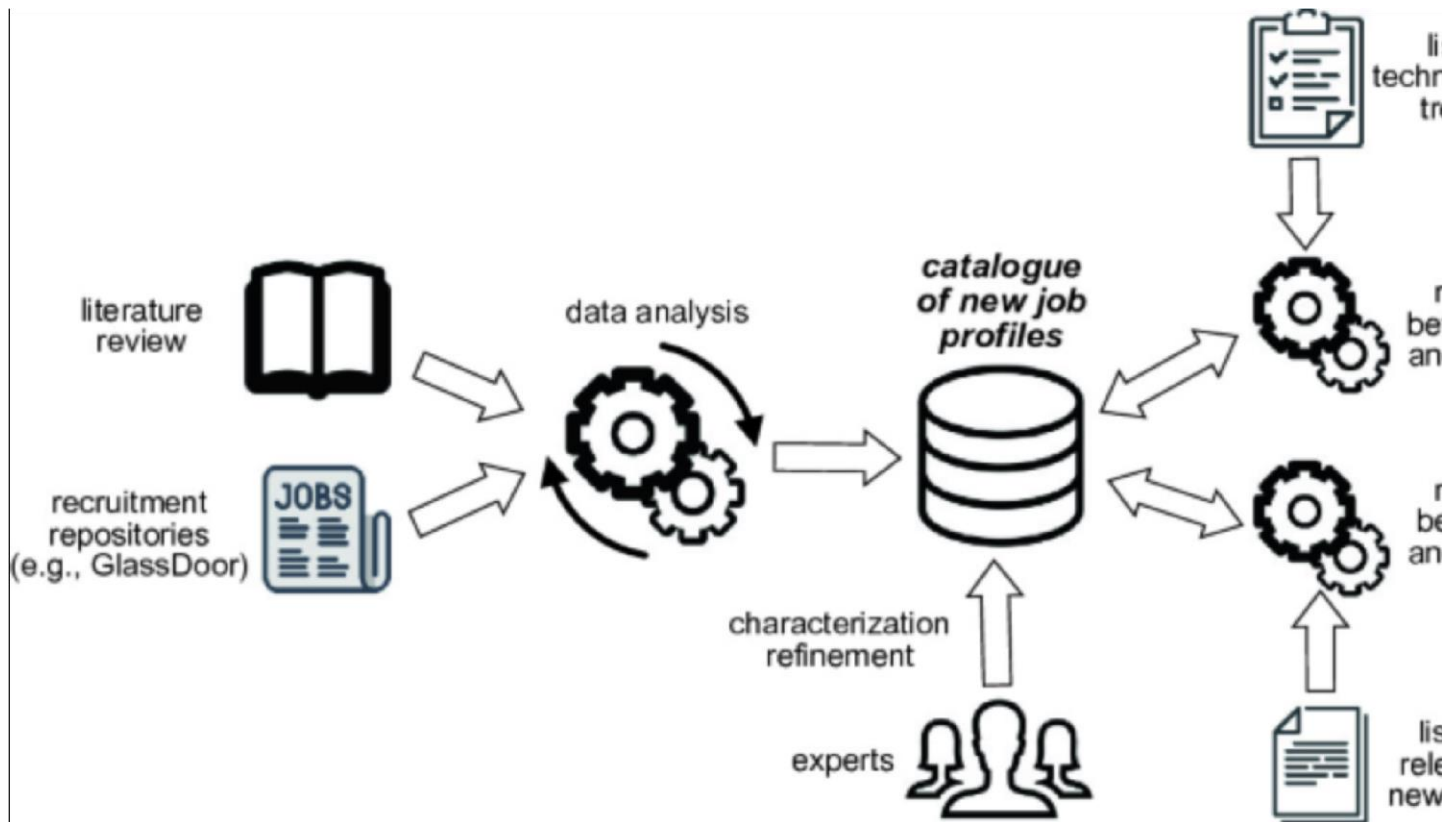 literature
review
JOBS
recruitment
repositories
(e.g., GlassDoor)
data analysis
catalogue
of new job
profiles
characterization
refinement
experts